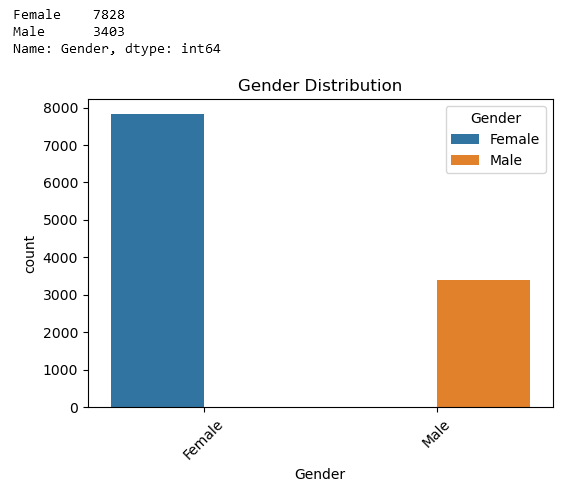 Female    7828
Male      3403
Name: Gender, dtype: int64
Gender Distribution
Gender
Female
Male
8000
7000
6000
5000
4000
3000
2000
1000
0
count
Female
Male
Gender